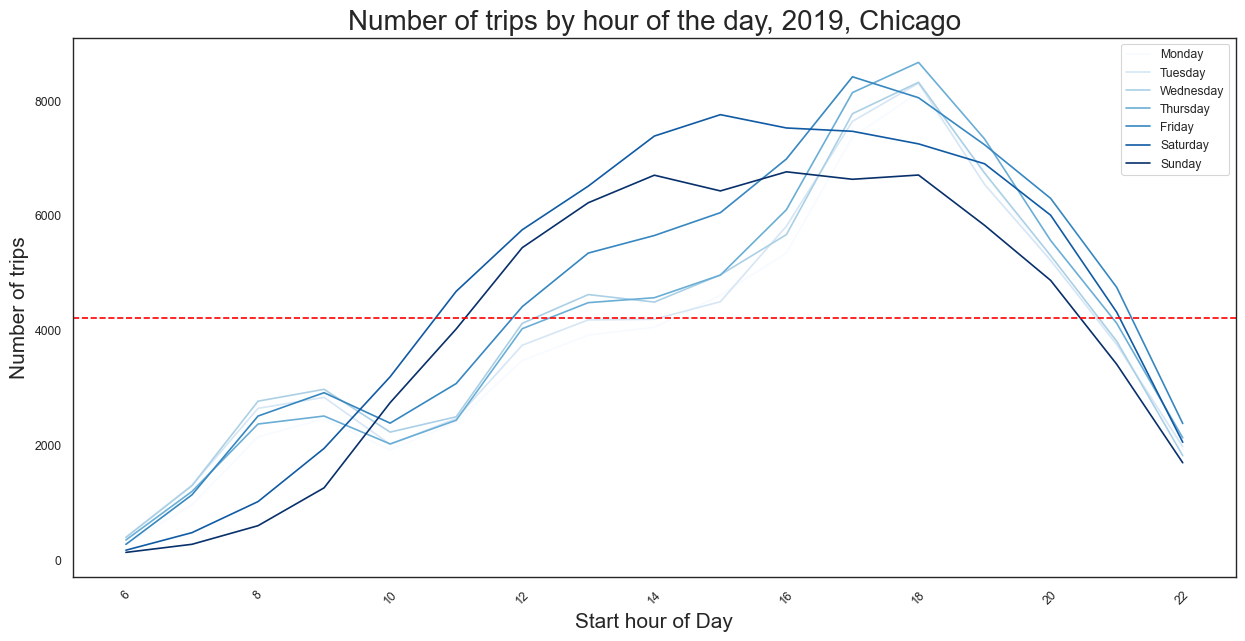 Number of trips by hour of the day, 2019, Chicago
Monday
Tuesday
Wednesday
Thursday
Friday
Saturday
Sunday
Number of trips
8000
6000
4000
2000
0
6 8 10 12 14 16 18 20 22
Start hour of Day